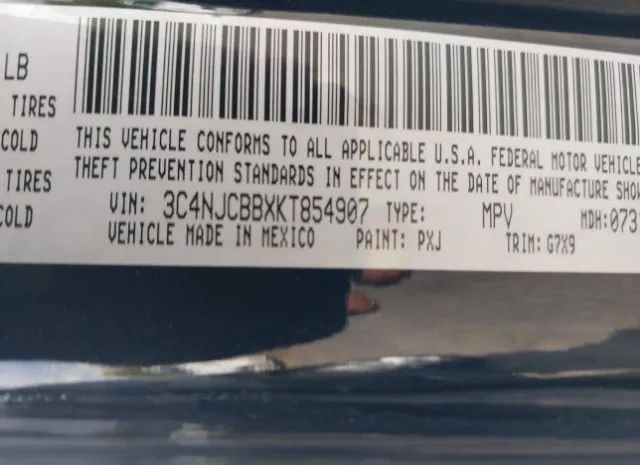 LB
TIRES
COLD
TIRES
COLD
THIS VEHICLE CONFORMS TO ALL APPLICABLE U.S.A. FEDERAL MOTOR VEHICLE
THEFT PREVENTION STANDARDS IN EFFECT ON THE DATE OF MANUFACTURE SHO
VIN: 3C4NJCBBXKT854907 TYPE: MPV MDH:073
VEHICLE MADE IN MEXICO PAINT: PXJ TRIM: G7X9